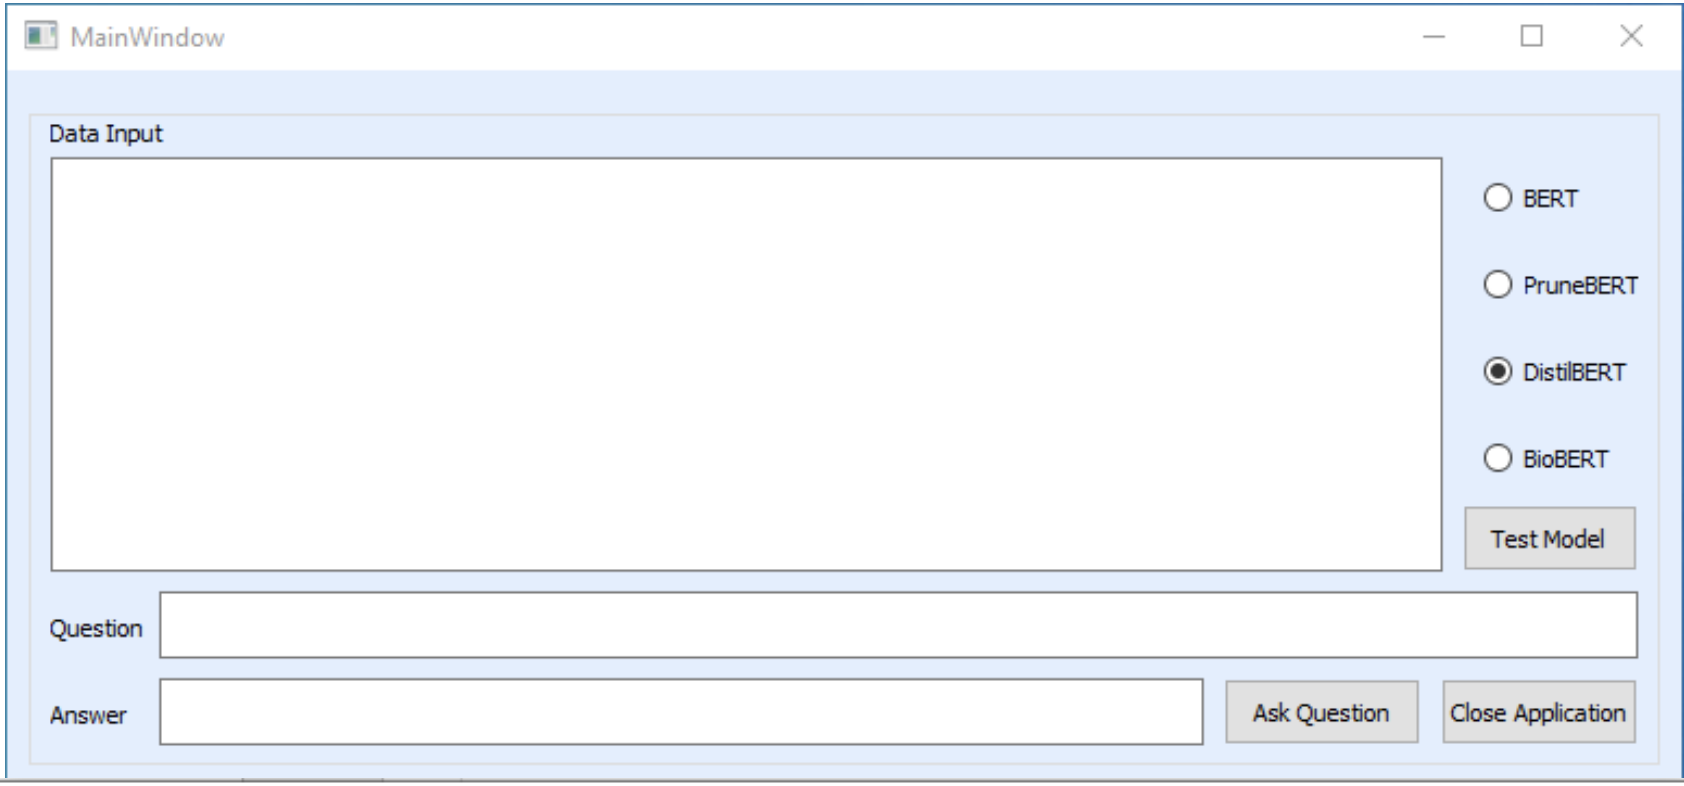 MainWindow
Data Input
BERT
PruneBERT
DistilBERT
BioBERT
Test Model
Question
Answer
Ask Question
Close Application